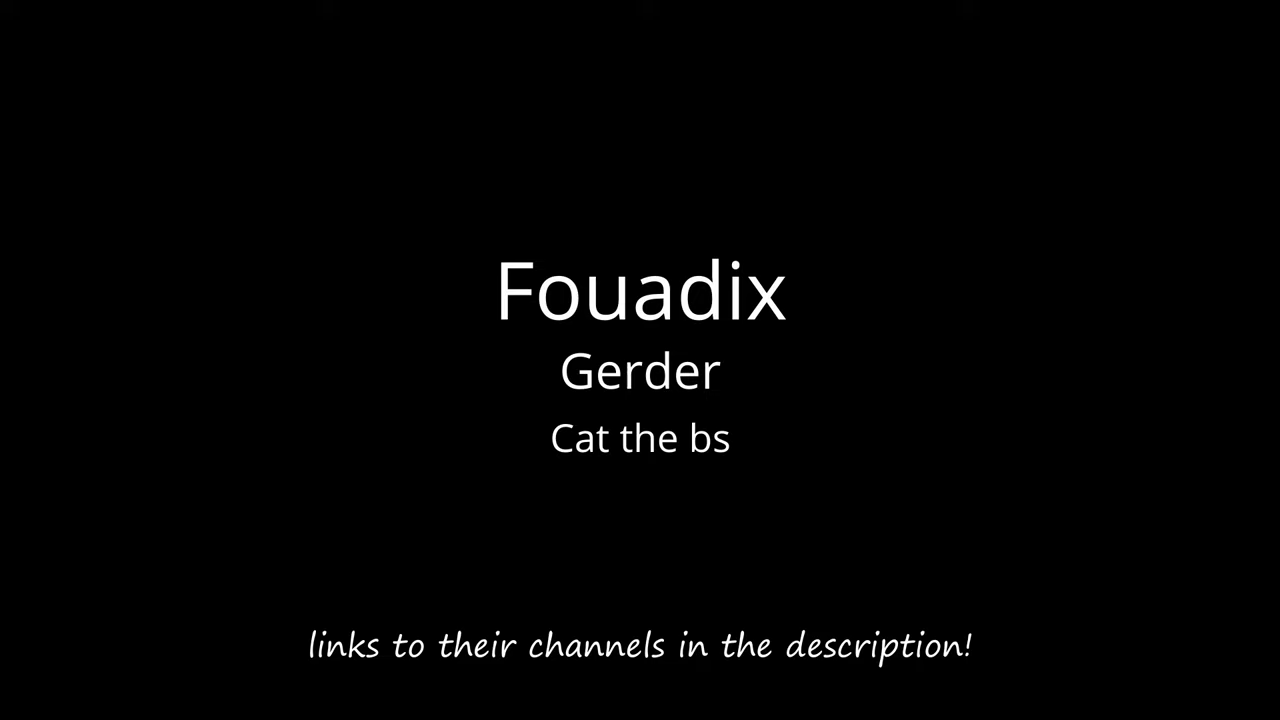 Fouadix
Gerder
Cat the bs
links to their channels in the description!